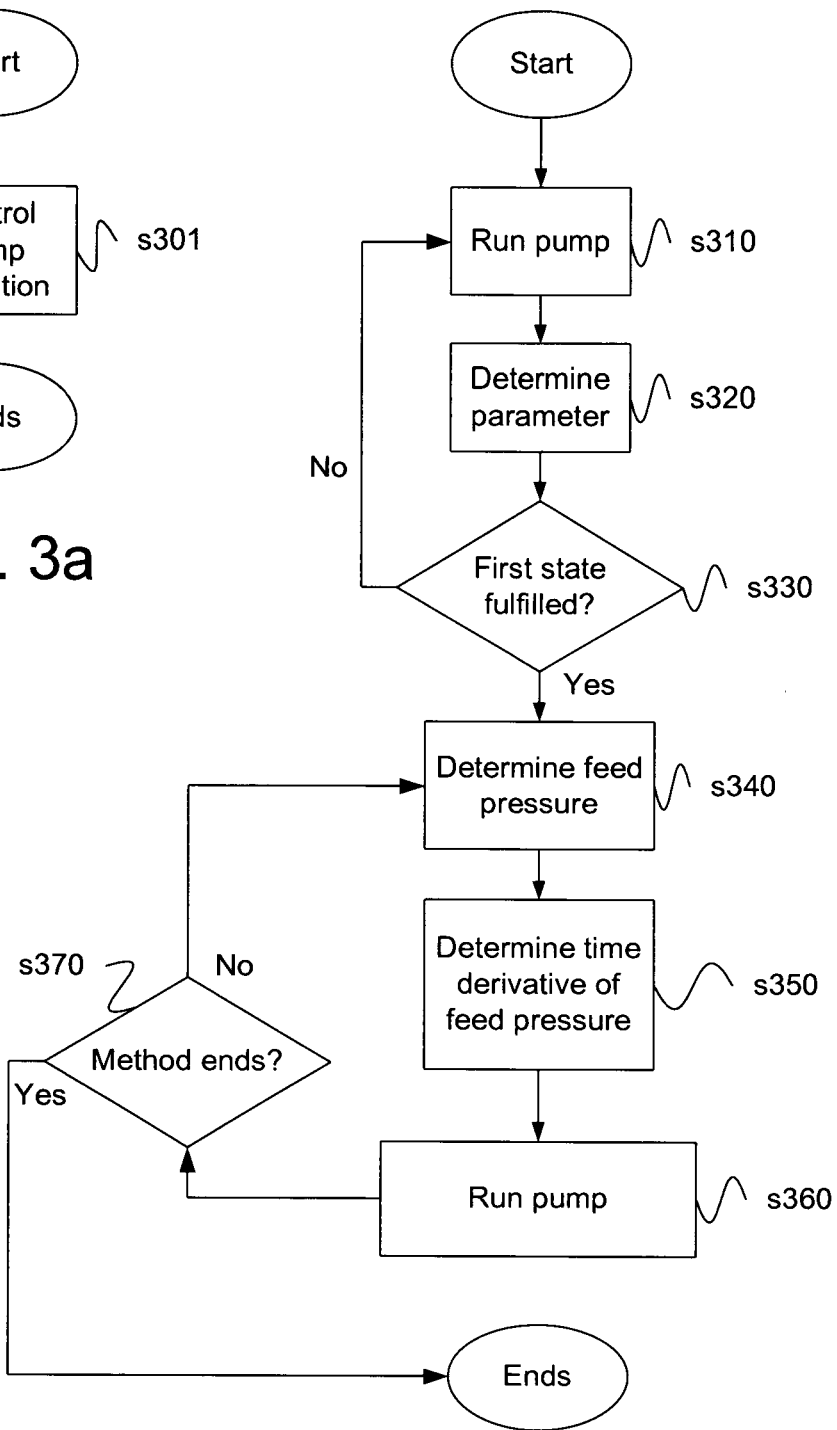 rt
trol
mp
tion
s301
ds
. 3a
Start
Run pump
s310
Determine
parameter
s320
No
First state
fulfilled?
s330
Yes
Determine feed
pressure
s340
Determine time
derivative of
feed pressure
s350
s370
No
Method ends?
Yes
Run pump
s360
Ends